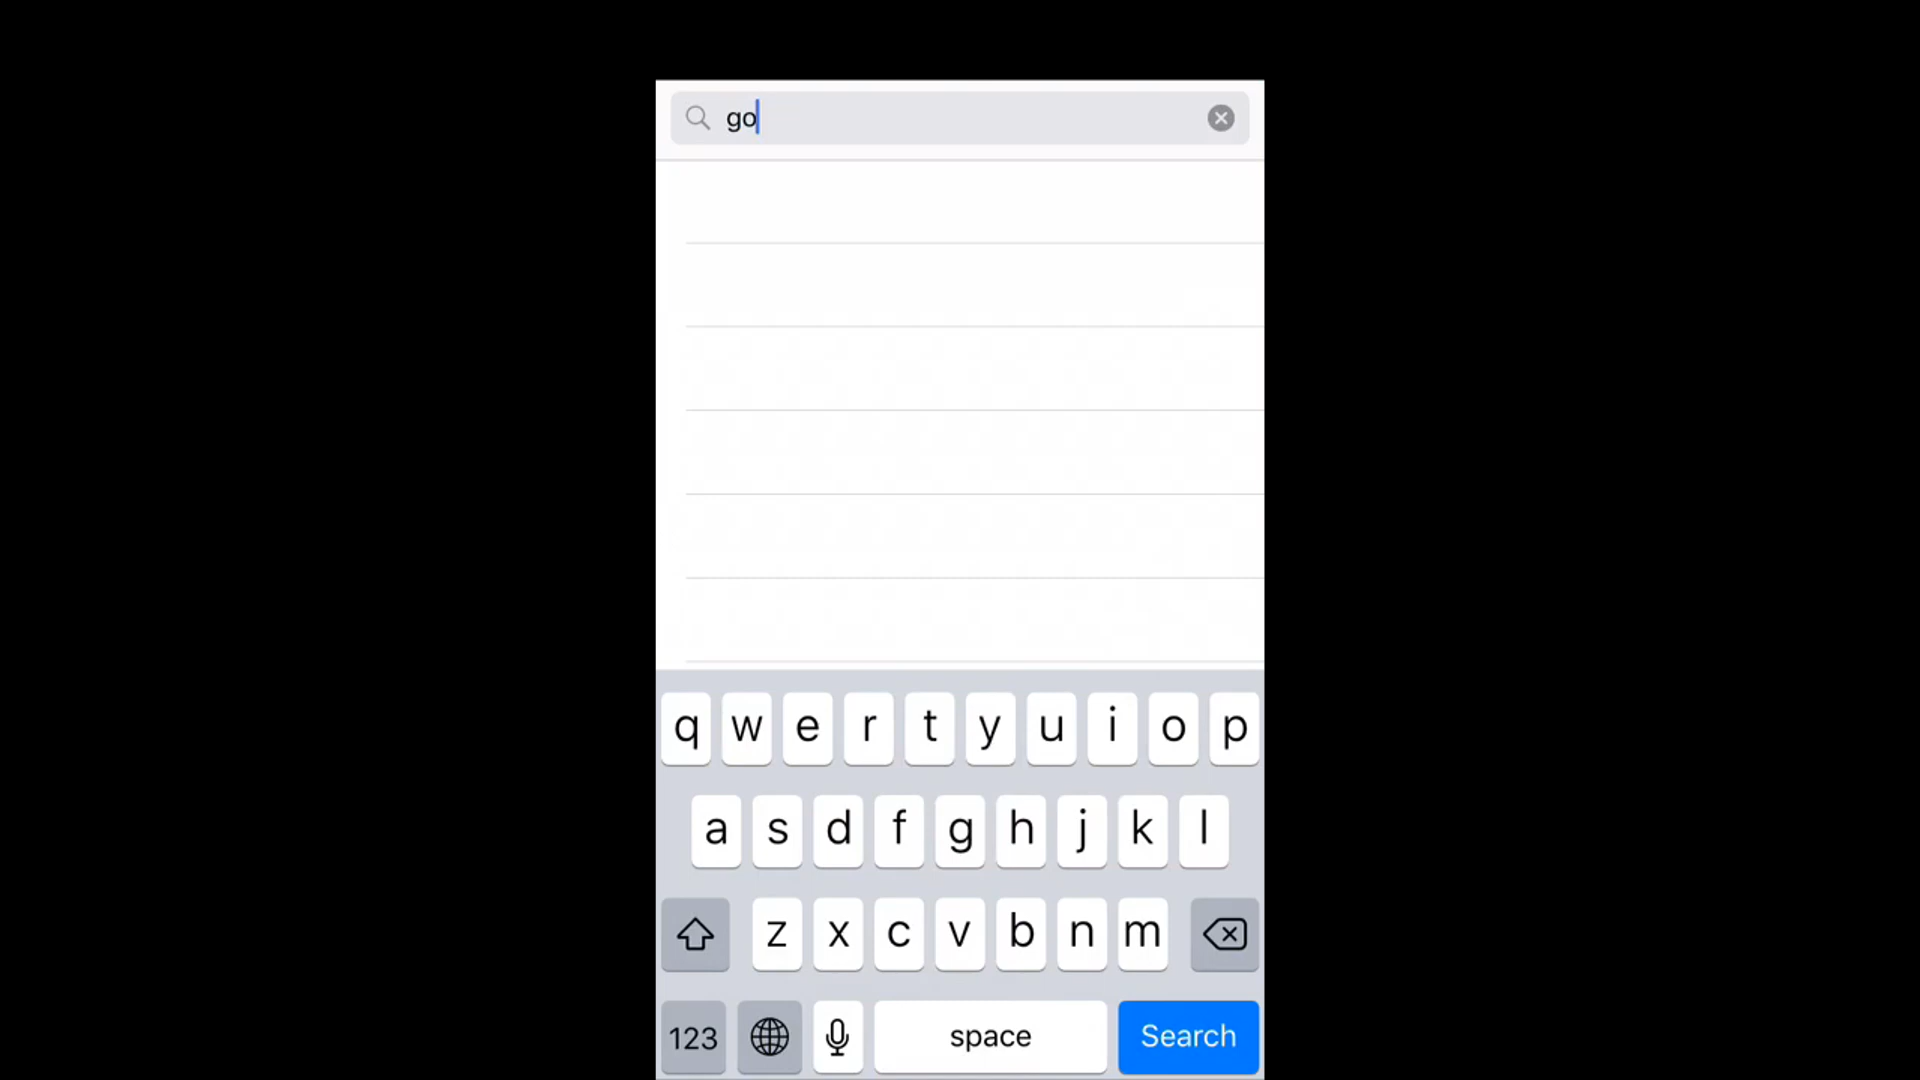 go
q w e r t y u i o p
a s d f g h j k l
z x c v b n m
123 space Search